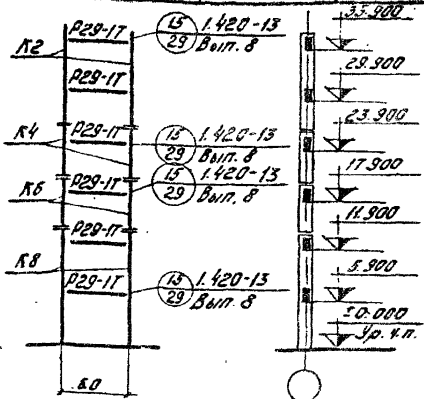 К2
К4
К6
К8
Р29-1Т
Р29-1Т
Р29-1Т
Р29-1Т
Р29-1Т
Р29-1Т
15
29
1.420-13
Вып. 8
15
29
1.420-13
Вып. 8
15
29
1.420-13
Вып. 8
15
29
1.420-13
Вып. 8
6.0
35.900
29.900
23.900
17.900
11.900
5.900
±0.000
Ур. ч.п.